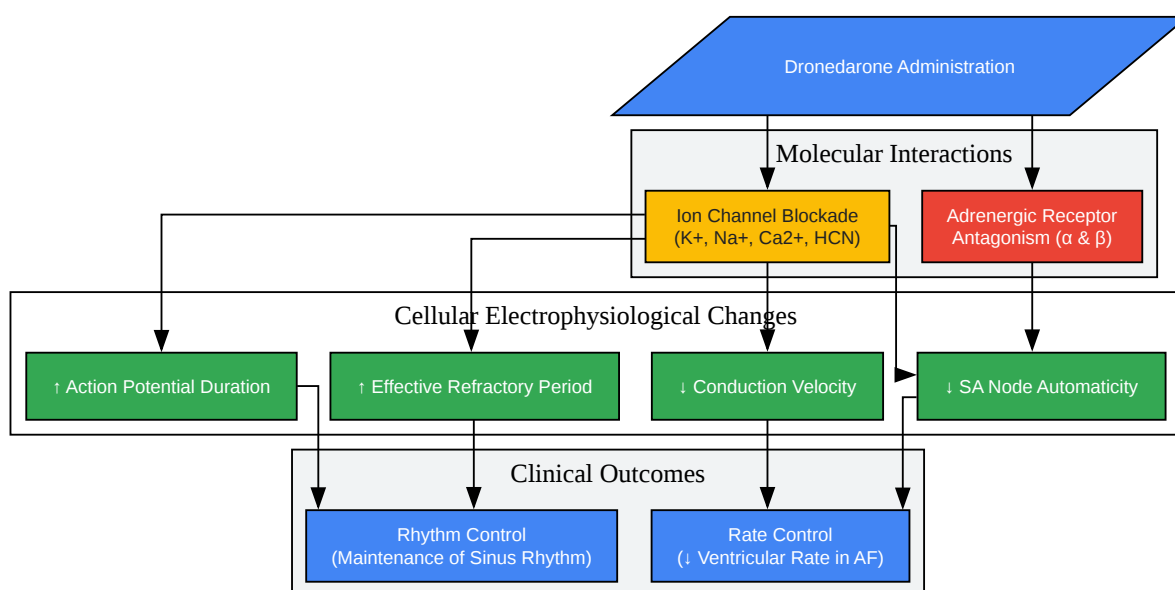 Dronedarone Administration
Molecular Interactions
Ion Channel Blockade
(K+, Na+, Ca2+, HCN)
Adrenergic Receptor
Antagonism (α & β)
Cellular Electrophysiological Changes
↑ Action Potential Duration
↑ Effective Refractory Period
↓ Conduction Velocity
↓ SA Node Automaticity
Clinical Outcomes
Rhythm Control
(Maintenance of Sinus Rhythm)
Rate Control
(↓ Ventricular Rate in AF)